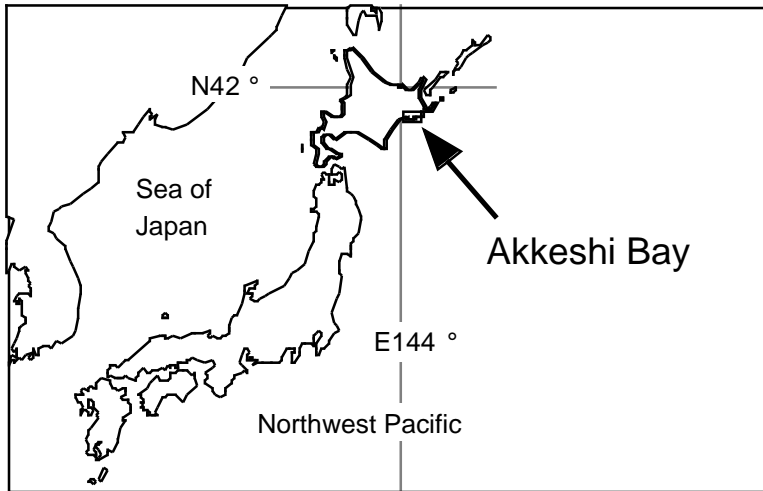 N42 °
Sea of
Japan
Akkeshi Bay
E144 °
Northwest Pacific